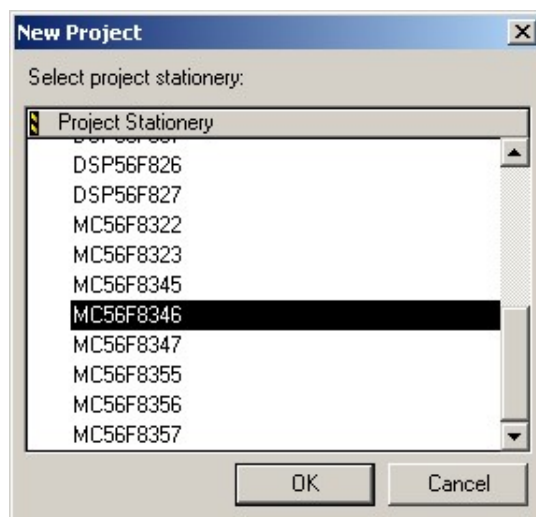 New Project
Select project stationery:
Project Stationery
DSP56F826
DSP56F827
MC56F8322
MC56F8323
MC56F8345
MC56F8346
MC56F8347
MC56F8355
MC56F8356
MC56F8357
OK
Cancel